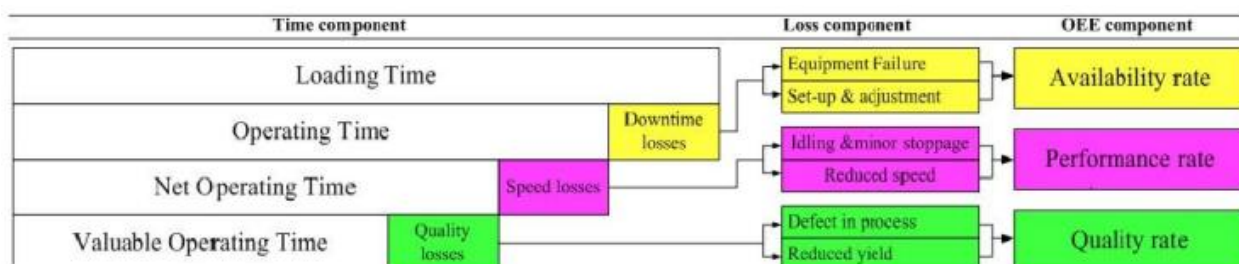 Time component
Loss component
OEE component
Loading Time
Equipment Failure
Set-up & adjustment
Availability rate
Operating Time
Downtime
losses
Idling &minor stoppage
Reduced speed
Performance rate
Net Operating Time
Speed losses
Valuable Operating Time
Quality
losses
Defect in process
Reduced yield
Quality rate